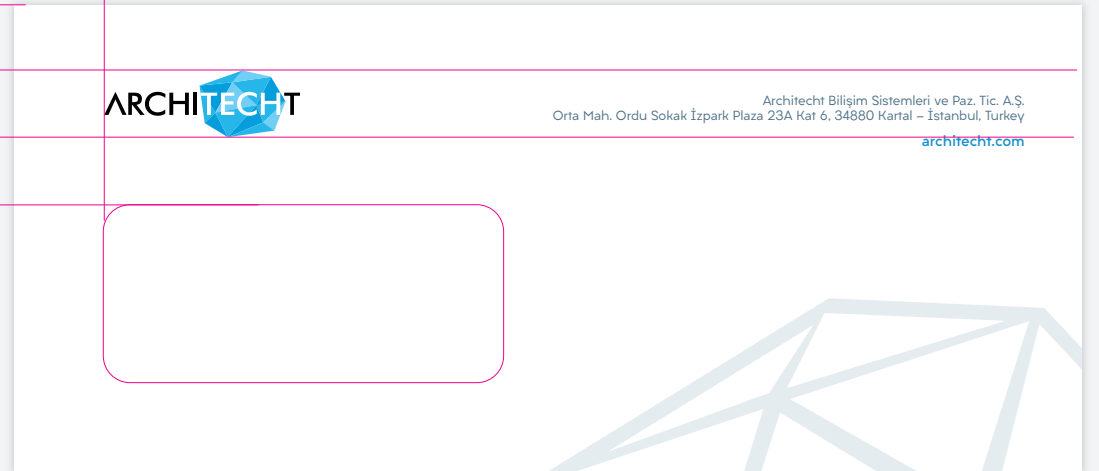 ARCHITECHT
Architecht Bilişim Sistemleri ve Paz. Tic. A.Ş.
Orta Mah. Ordu Sokak İzpark Plaza 23A Kat 6, 34880 Kartal – İstanbul, Turkey
architecht.com